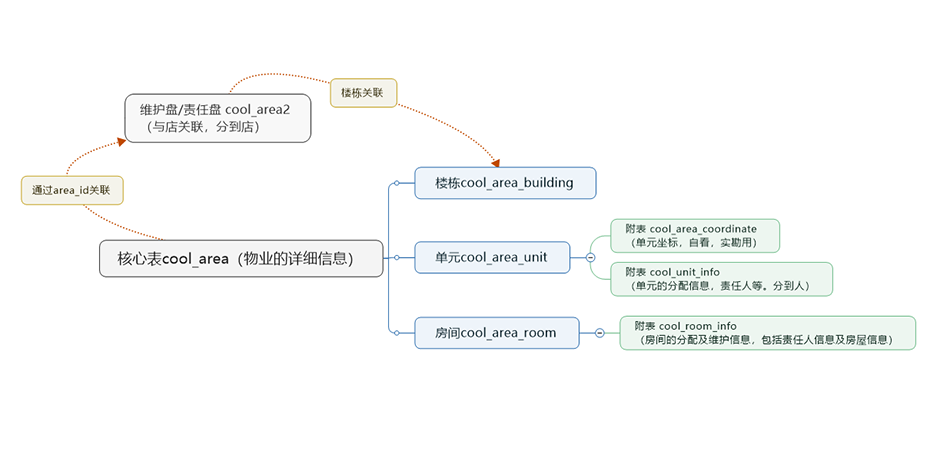 楼栋关联
维护盘/责任盘 cool_area2
（与店关联，分到店）
通过area_id关联
楼栋cool_area_building
核心表cool_area（物业的详细信息）
单元cool_area_unit
附表 cool_area_coordinate
（单元坐标，自看，实勘用）
附表 cool_unit_info
（单元的分配信息，责任人等。分到人）
房间cool_area_room
附表 cool_room_info
（房间的分配及维护信息，包括责任人信息及房屋信息）